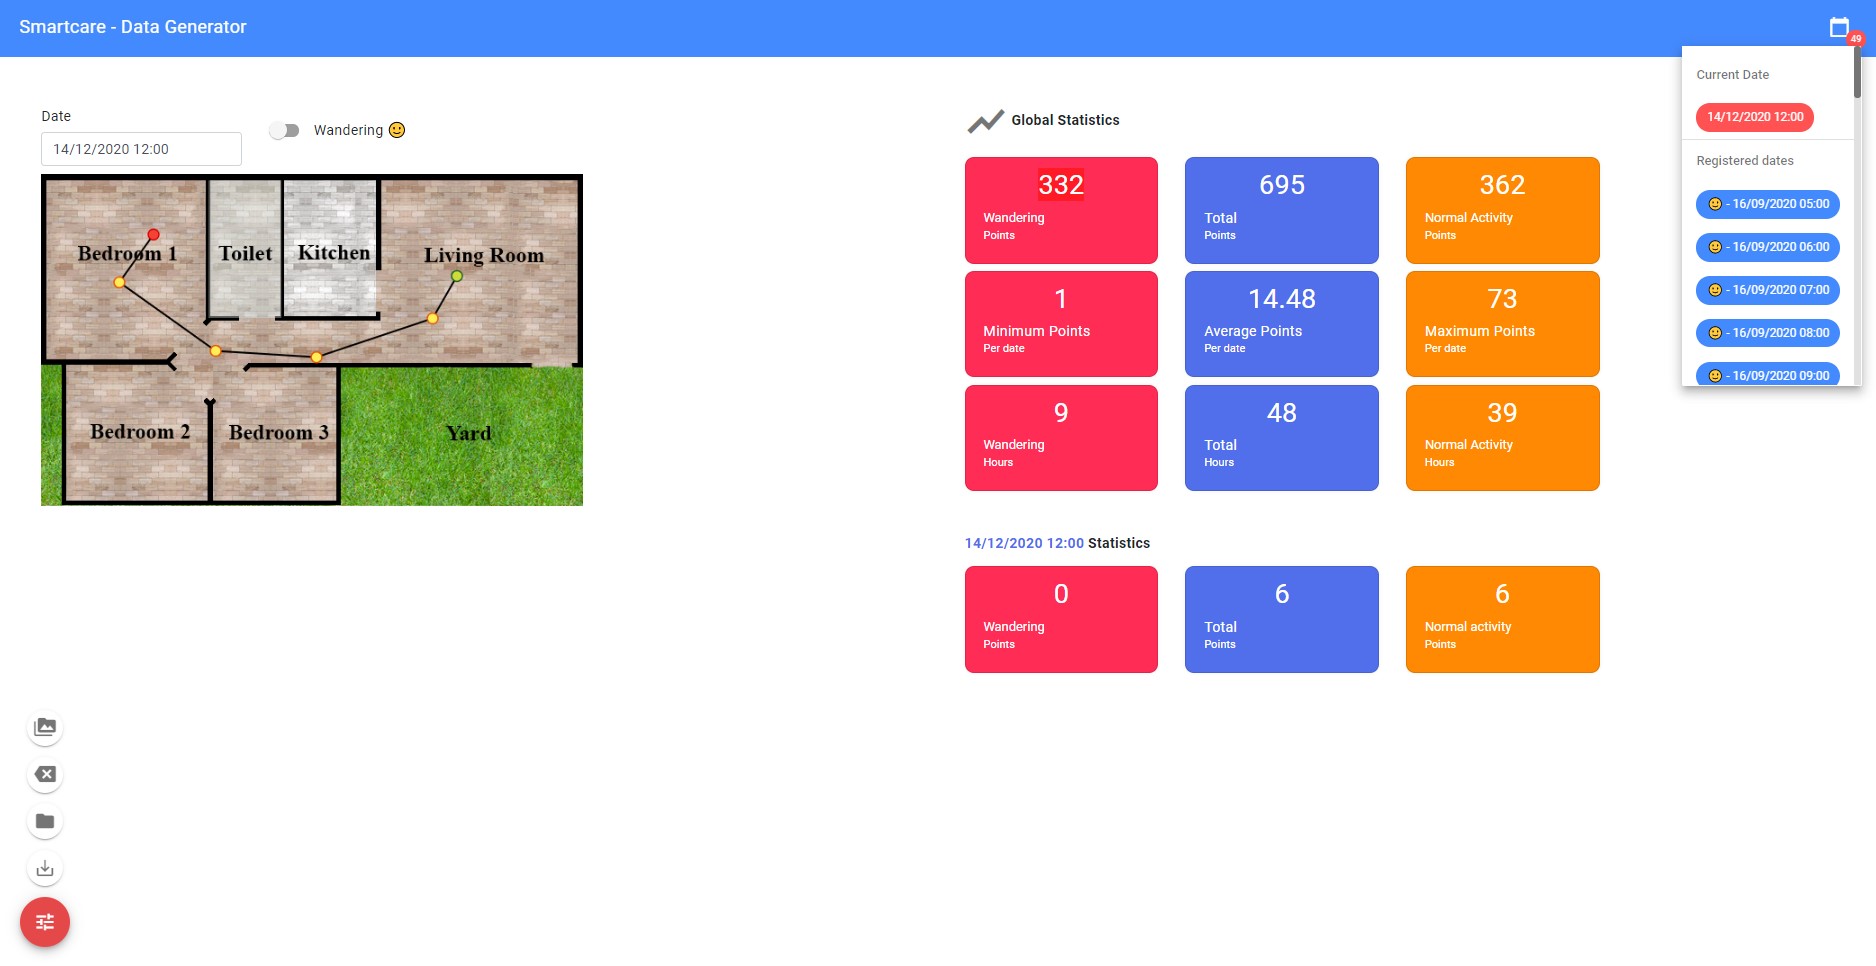 Smartcare - Data Generator
49
Current Date
14/12/2020 12:00
Registered dates
- 16/09/2020 05:00
- 16/09/2020 06:00
- 16/09/2020 07:00
- 16/09/2020 08:00
- 16/09/2020 09:00
Date
14/12/2020 12:00
Wandering
Bedroom 1
Toilet
Kitchen
Living Room
Bedroom 2
Bedroom 3
Yard
Global Statistics
332
Wandering
Points
695
Total
Points
362
Normal Activity
Points
1
Minimum Points
Per date
14.48
Average Points
Per date
73
Maximum Points
Per date
9
Wandering
Hours
48
Total
Hours
39
Normal Activity
Hours
14/12/2020 12:00 Statistics
0
Wandering
Points
6
Total
Points
6
Normal activity
Points